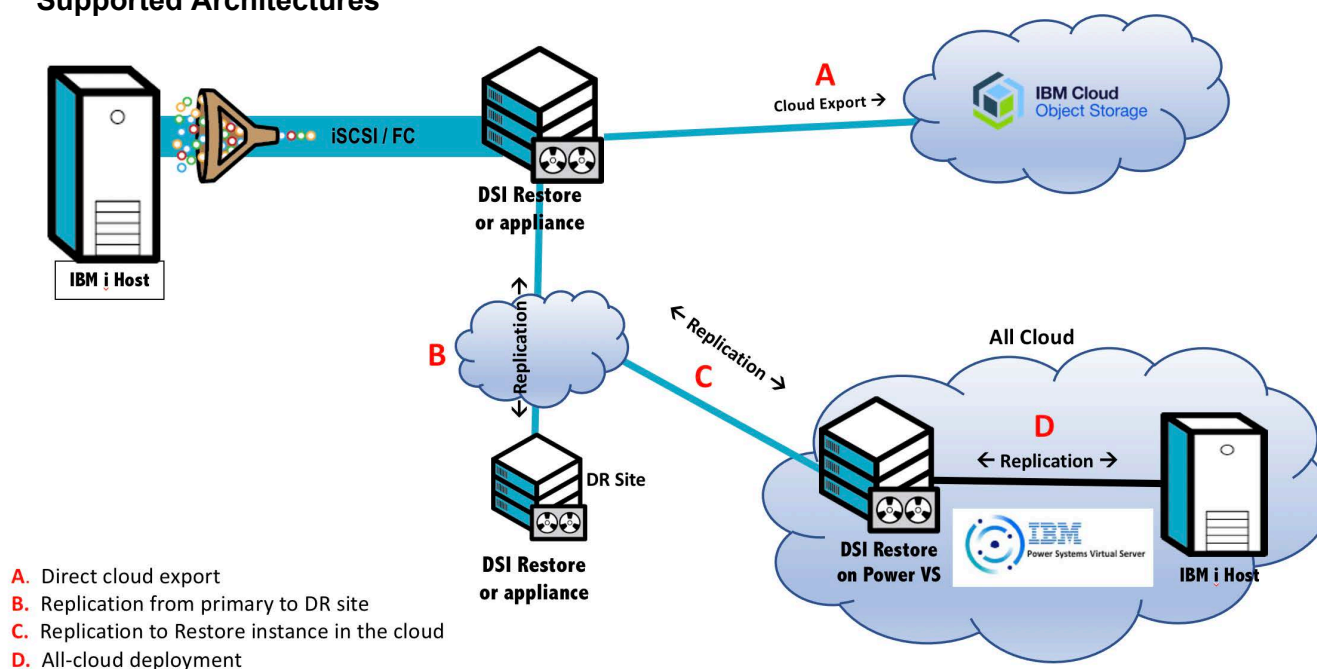 Supported Architectures
A
Cloud Export →
IBM Cloud
Object Storage
iSCSI / FC
DSI Restore
or appliance
IBM i Host
← Replication →
B
← Replication →
C
All Cloud
D
← Replication →
DR Site
DSI Restore
or appliance
DSI Restore
on Power VS
IBM
Power Systems Virtual Server
IBM i Host
A. Direct cloud export
B. Replication from primary to DR site
C. Replication to Restore instance in the cloud
D. All-cloud deployment